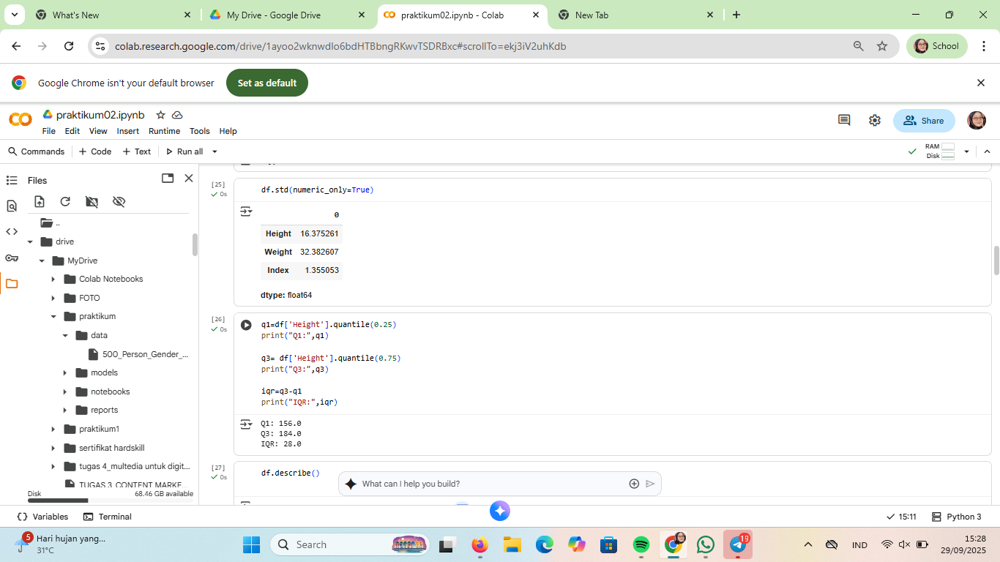 What's New
My Drive - Google Drive
praktikum02.ipynb - Colab
New Tab
colab.research.google.com/drive/1ayoo2wknwdlo6bdHTBbngRKwvTSDRBxc#scrollTo=ekj3iV2uhKdb
School
Google Chrome isn't your default browser
Set as default
CO
praktikum02.ipynb
File Edit View Insert Runtime Tools Help
Share
Commands + Code + Text Run all
RAM
Disk
Files
..
drive
MyDrive
Colab Notebooks
FOTO
praktikum
data
500_Person_Gender_...
models
notebooks
reports
praktikum1
sertifikat hardskill
tugas 4_multedia untuk digit...
TUGAS 3_CONTENT MARKE...
Disk 68.46 GB available
[25]
0s
df.std(numeric_only=True)
0
Height 16.375261
Weight 32.382607
Index 1.355053
dtype: float64
[26]
0s
q1=df['Height'].quantile(0.25)
print("Q1:",q1)
q3= df['Height'].quantile(0.75)
print("Q3:",q3)
iqr=q3-q1
print("IQR:",iqr)
Q1: 156.0
Q3: 184.0
IQR: 28.0
[27]
0s
df.describe()
What can I help you build?
{} Variables
Terminal
15:11
Python 3
5
Hari hujan yang...
31°C
Search
19
IND
15:28
29/09/2025